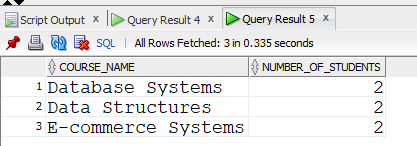 Script Output × Query Result 4 × Query Result 5 ×
SQL | All Rows Fetched: 3 in 0.335 seconds
COURSE_NAME NUMBER_OF_STUDENTS
1 Database Systems 2
2 Data Structures 2
3 E-commerce Systems 2